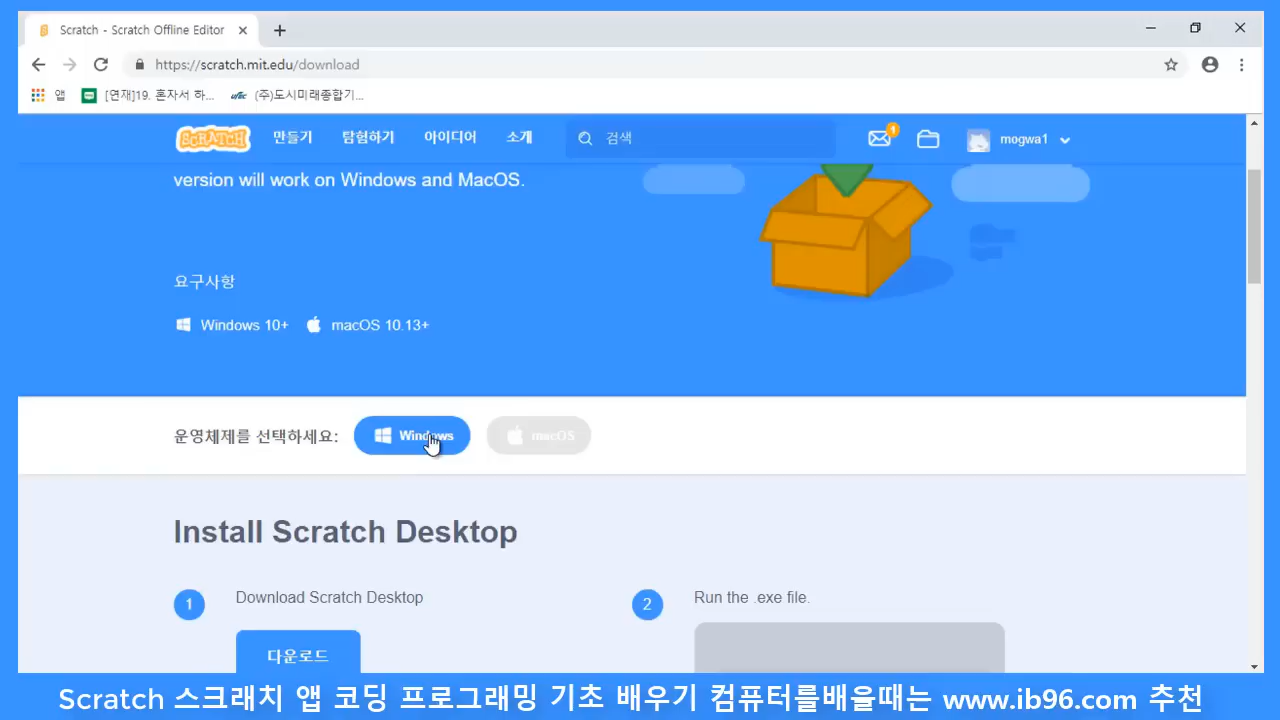 Scratch - Scratch Offline Editor
https://scratch.mit.edu/download
앱 [연재]19. 혼자서 하... (주)도시미래종합기...
SCRATCH 만들기 탐험하기 아이디어 소개 검색 1 mogwa1
version will work on Windows and MacOS.
요구사항
Windows 10+ macOS 10.13+
운영체제를 선택하세요: Windows macOS
Install Scratch Desktop
1 Download Scratch Desktop
2 Run the .exe file.
다운로드
Scratch 스크래치 앱 코딩 프로그래밍 기초 배우기 컴퓨터를배울때는 www.ib96.com 추천